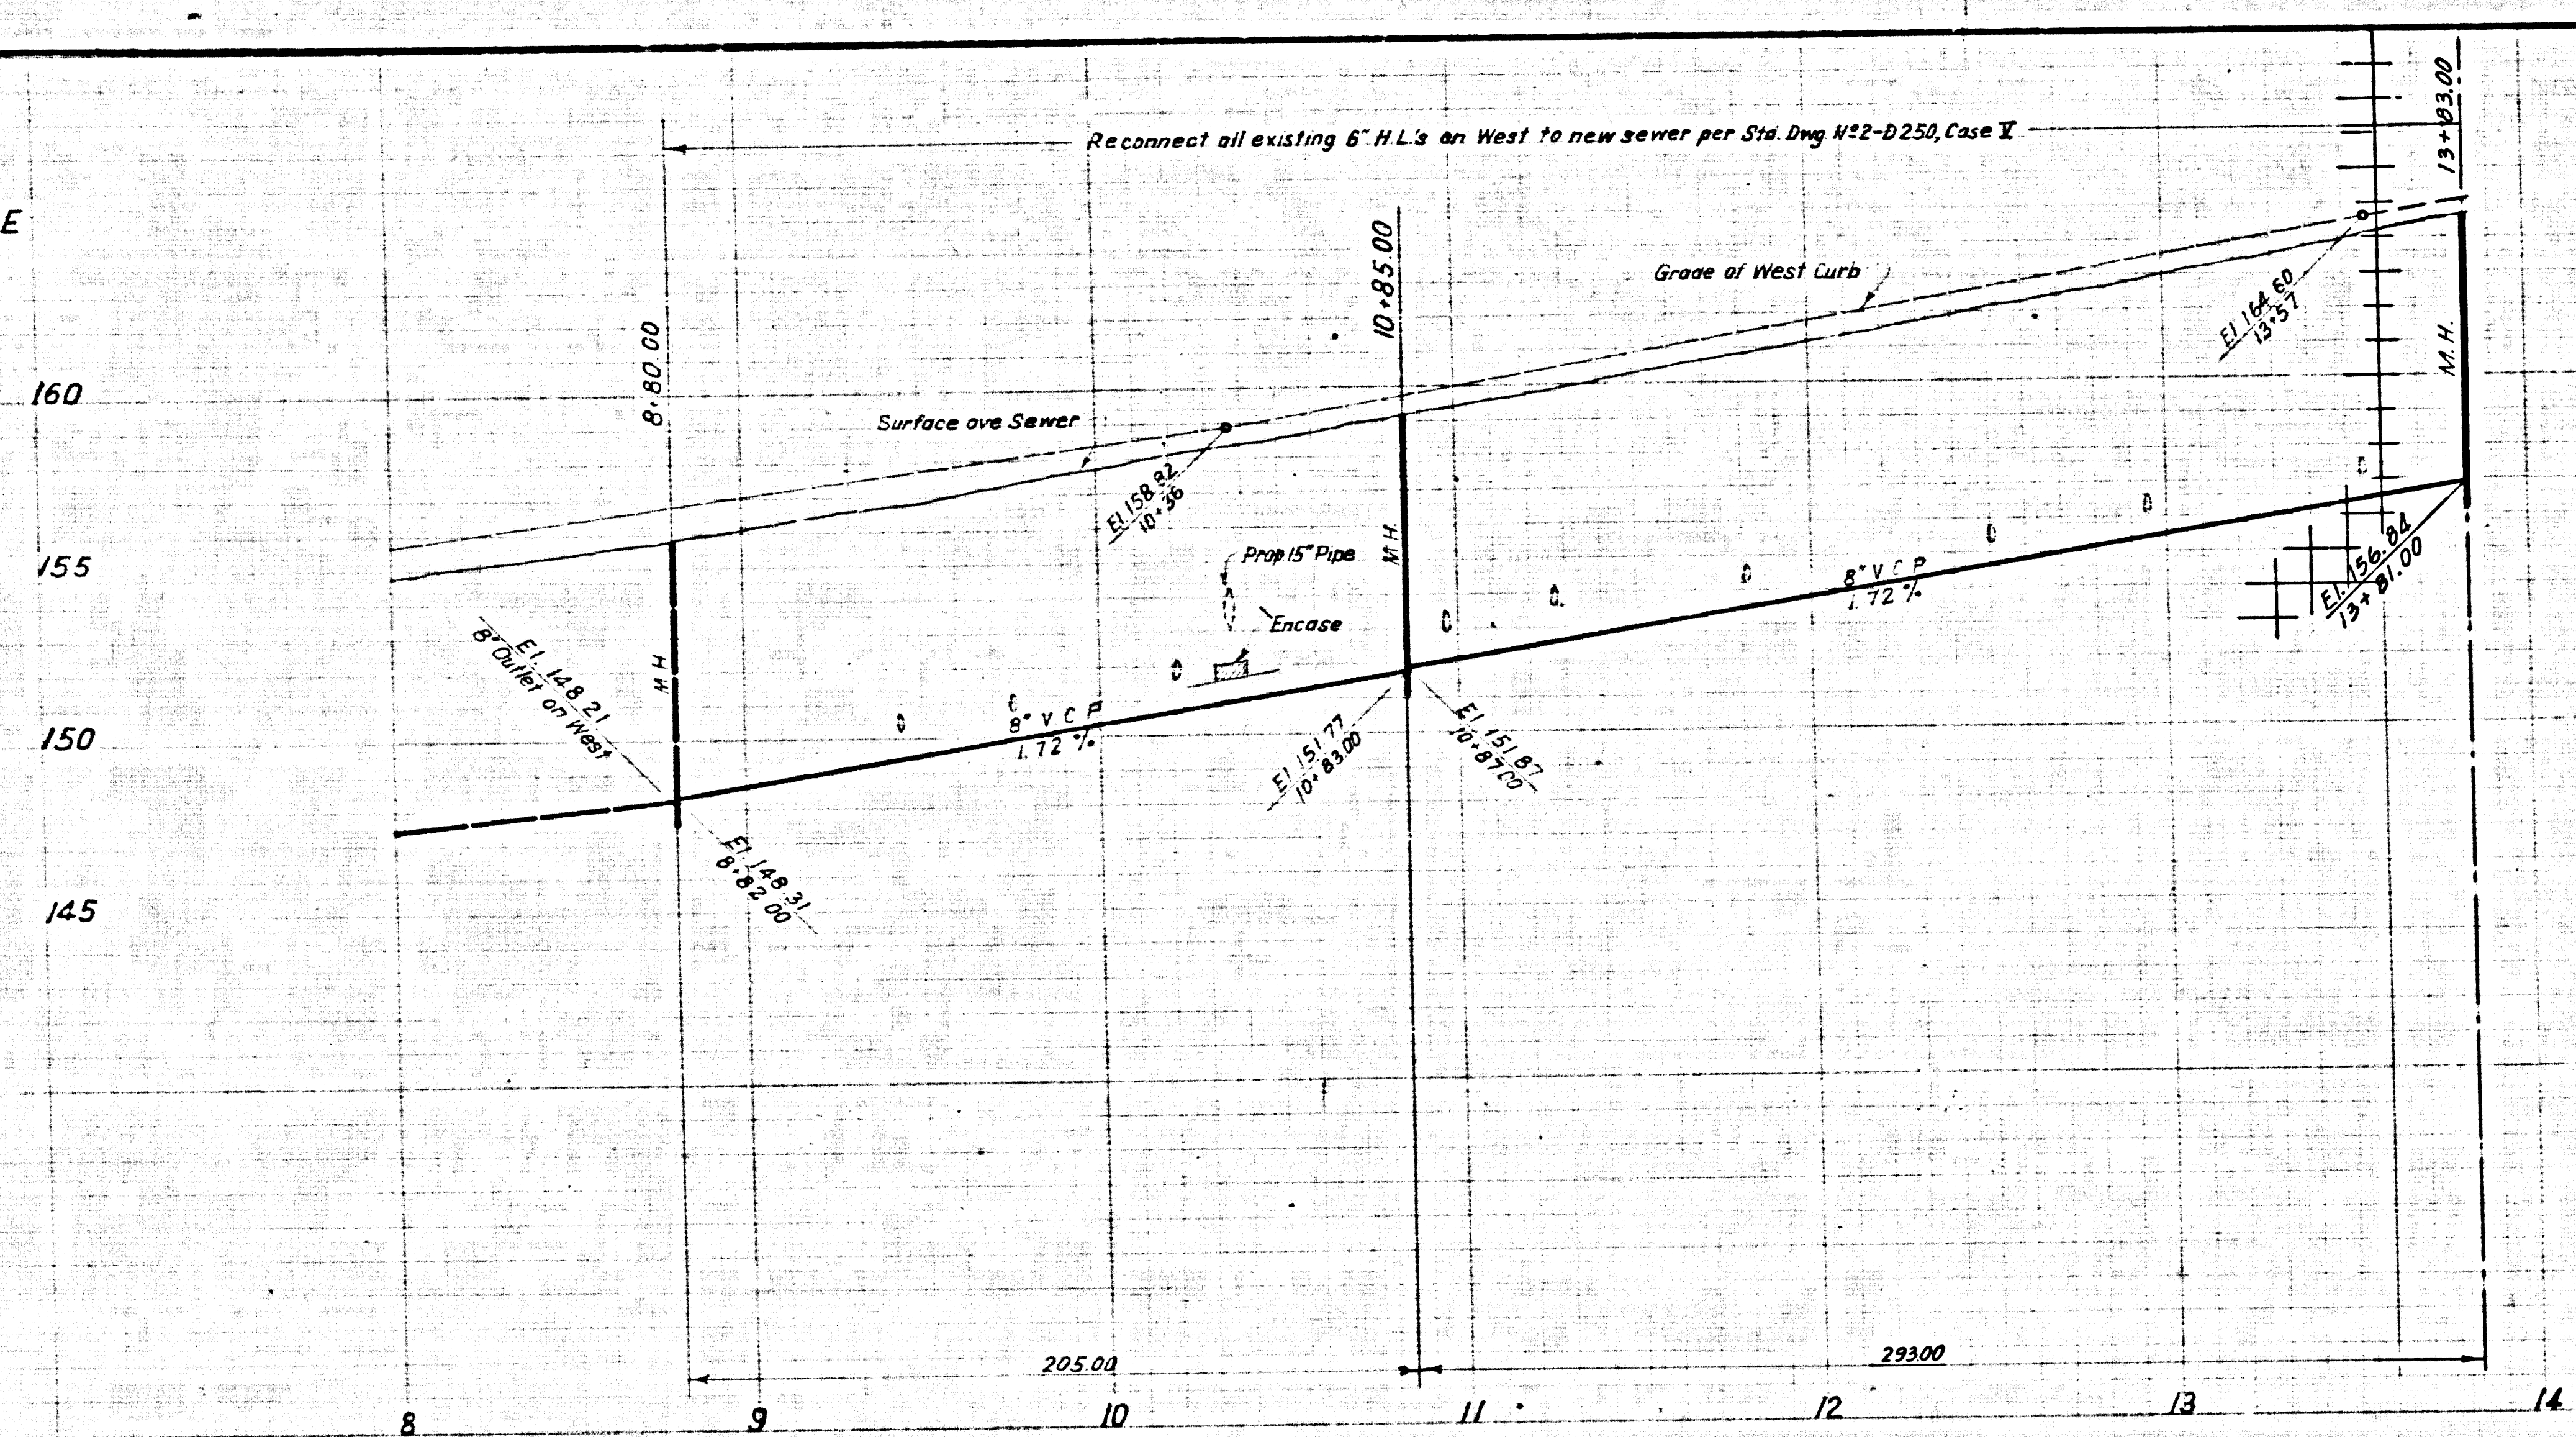 Reconnect all existing 6" H.L.'s on West to new sewer per Std. Dwg. Nº2-D250, Case V
13+83.00
E
10+85.00
Grade of West Curb
8+80.00
El 164.60
13+57
M.H.
160
Surface ove Sewer
El 158.82
10+36
Prop 15" Pipe
Encase
M.H.
155
8" V C P
1.72 %
El. 156.84
13+81.00
El. 148.21
8" Outlet on West
M H
8" V. C P
1.72 %
150
El 151.77
10+83.00
El 151.87
10+87.00
El. 148.31
8+82.00
145
205.00
293.00
8
9
10
11
12
13
14